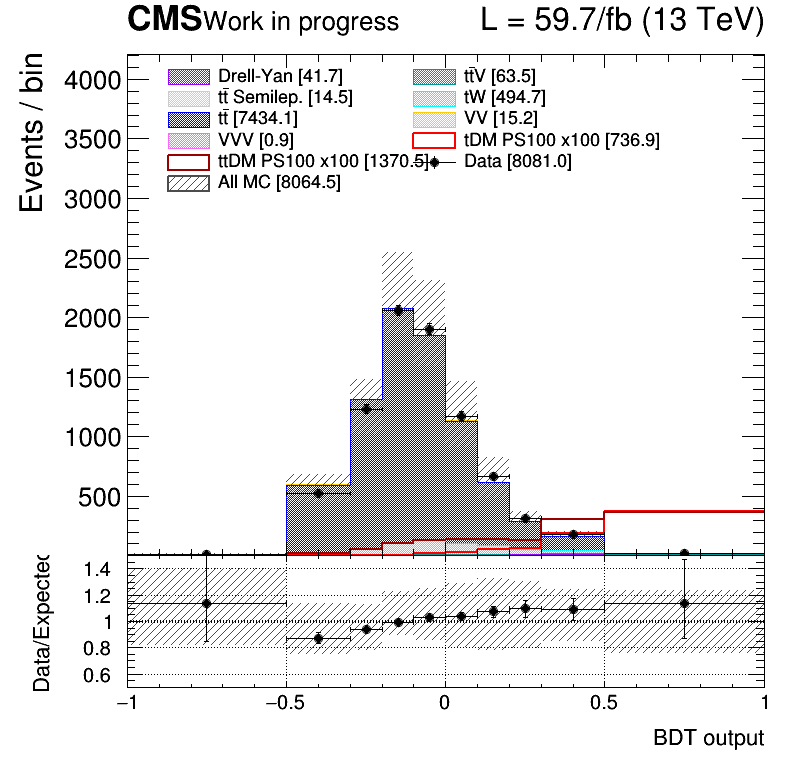 CMS Work in progress L = 59.7/fb (13 TeV)
Events / bin
4000
3500
3000
2500
2000
1500
1000
500
Drell-Yan [41.7] tt̄V [63.5]
tt̄ Semilep. [14.5] tW [494.7]
tt̄ [7434.1] VV [15.2]
VVV [0.9] tDM PS100 x100 [736.9]
ttDM PS100 x100 [1370.5] Data [8081.0]
All MC [8064.5]
Data/Expected
1.4
1.2
1
0.8
0.6
−1 −0.5 0 0.5 1
BDT output